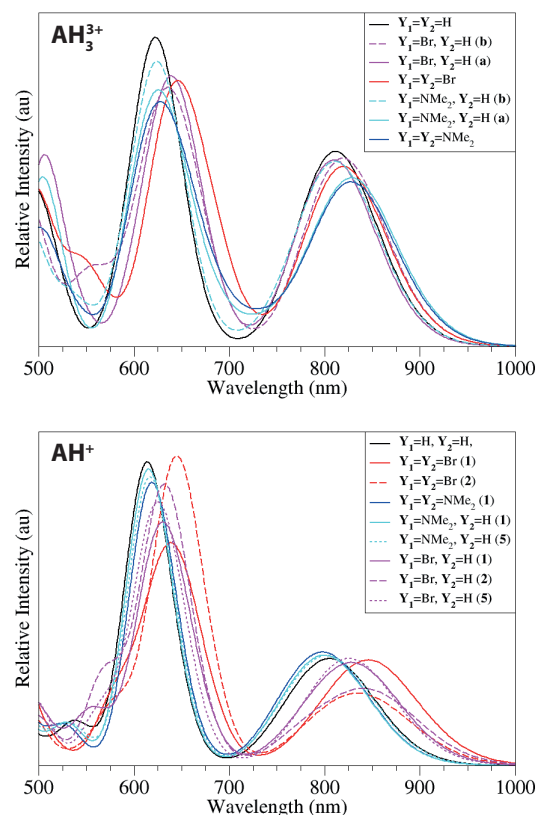 AH₃³⁺
Y₁=Y₂=H
Y₁=Br, Y₂=H (b)
Y₁=Br, Y₂=H (a)
Y₁=Y₂=Br
Y₁=NMe₂, Y₂=H (b)
Y₁=NMe₂, Y₂=H (a)
Y₁=Y₂=NMe₂
Relative Intensity (au)
500 600 700 800 900 1000
Wavelength (nm)
AH⁺
Y₁=H, Y₂=H,
Y₁=Y₂=Br (1)
Y₁=Y₂=Br (2)
Y₁=Y₂=NMe₂ (1)
Y₁=NMe₂, Y₂=H (1)
Y₁=NMe₂, Y₂=H (5)
Y₁=Br, Y₂=H (1)
Y₁=Br, Y₂=H (2)
Y₁=Br, Y₂=H (5)
Relative Intensity (au)
500 600 700 800 900 1000
Wavelength (nm)